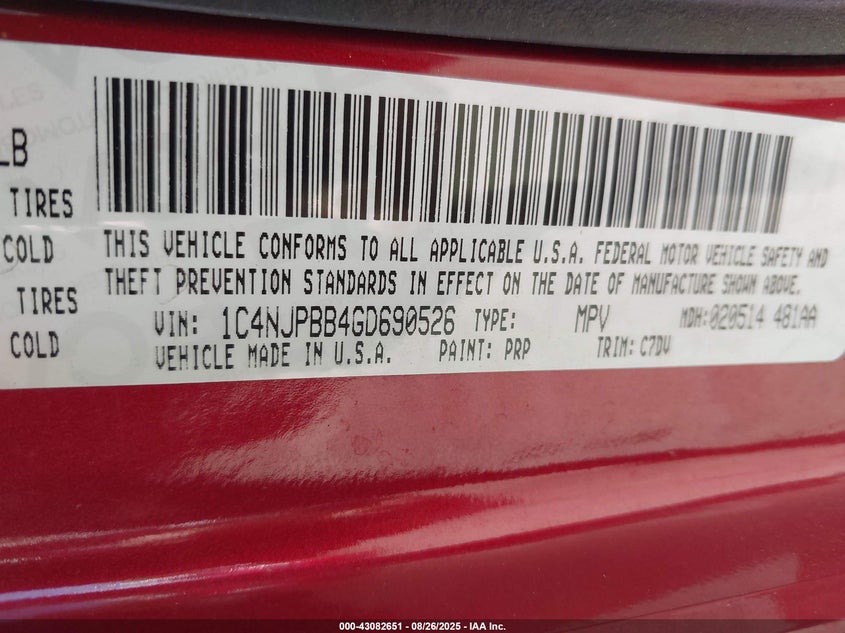 LB
TIRES
COLD
TIRES
COLD
THIS VEHICLE CONFORMS TO ALL APPLICABLE U.S.A. FEDERAL MOTOR VEHICLE SAFETY AND
THEFT PREVENTION STANDARDS IN EFFECT ON THE DATE OF MANUFACTURE SHOWN ABOVE.
VIN: 1C4NJPBB4GD690526 TYPE: MPV MDH:020514 481AA
VEHICLE MADE IN U.S.A. PAINT: PRP TRIM: C7DV
000-43082651 - 08/26/2025 - IAA Inc.